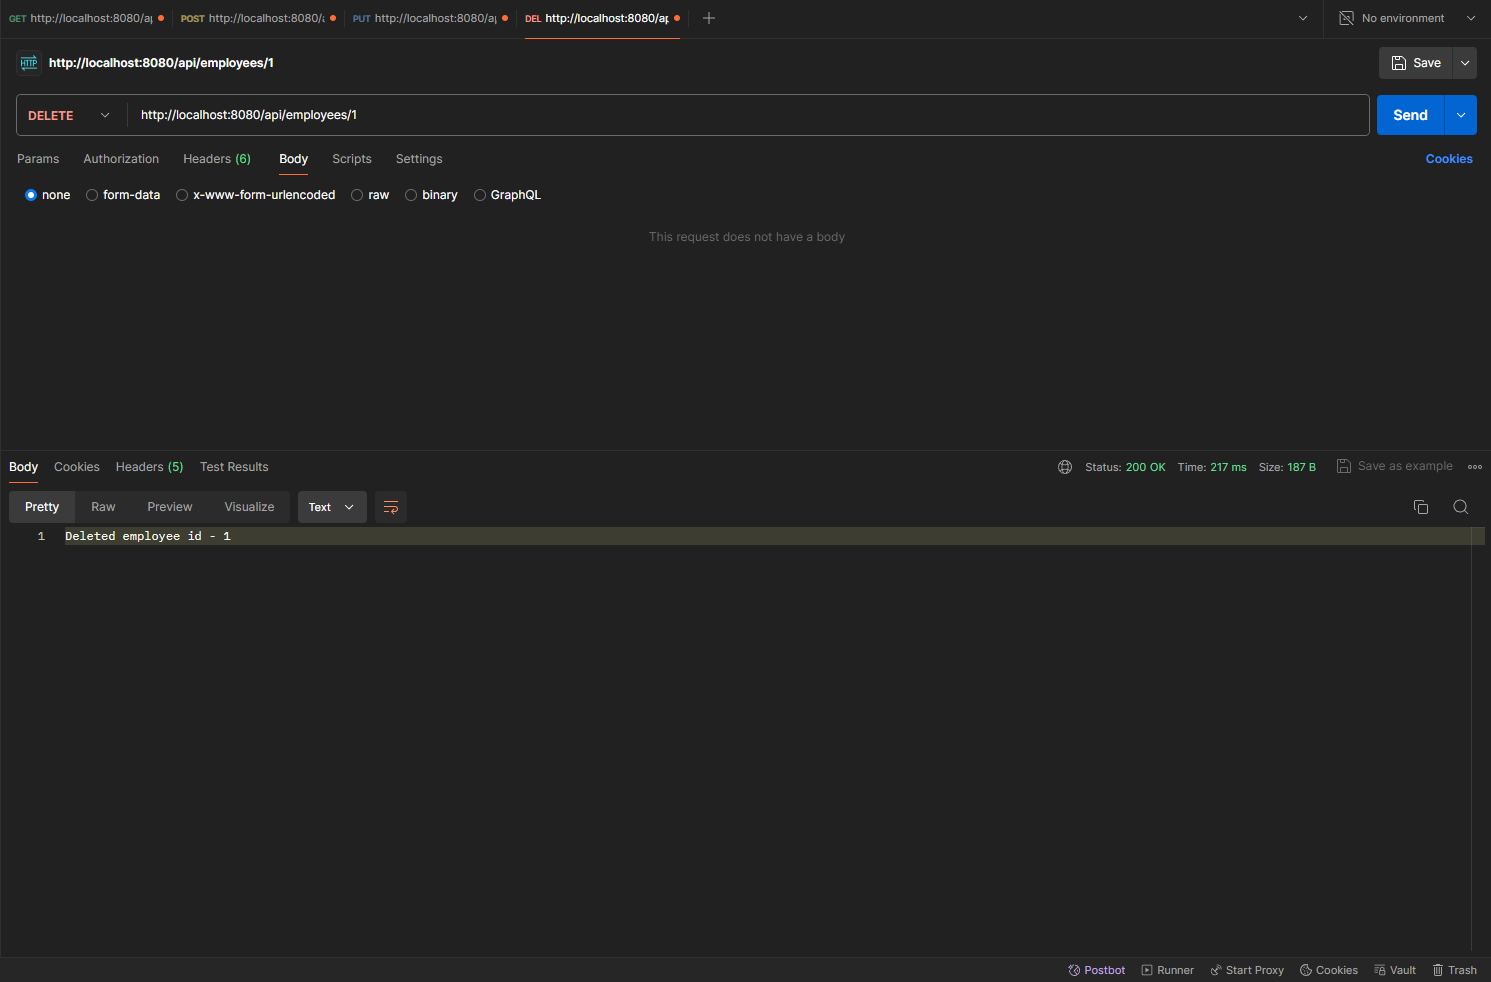 GET http://localhost:8080/a
POST http://localhost:8080/
PUT http://localhost:8080/a
DEL http://localhost:8080/a
No environment
HTTP http://localhost:8080/api/employees/1
Save
DELETE http://localhost:8080/api/employees/1
Send
Params Authorization Headers (6) Body Scripts Settings Cookies
none form-data x-www-form-urlencoded raw binary GraphQL
This request does not have a body
Body Cookies Headers (5) Test Results Status: 200 OK Time: 217 ms Size: 187 B Save as example
Pretty Raw Preview Visualize Text
1 Deleted employee id - 1
Postbot Runner Start Proxy Cookies Vault Trash